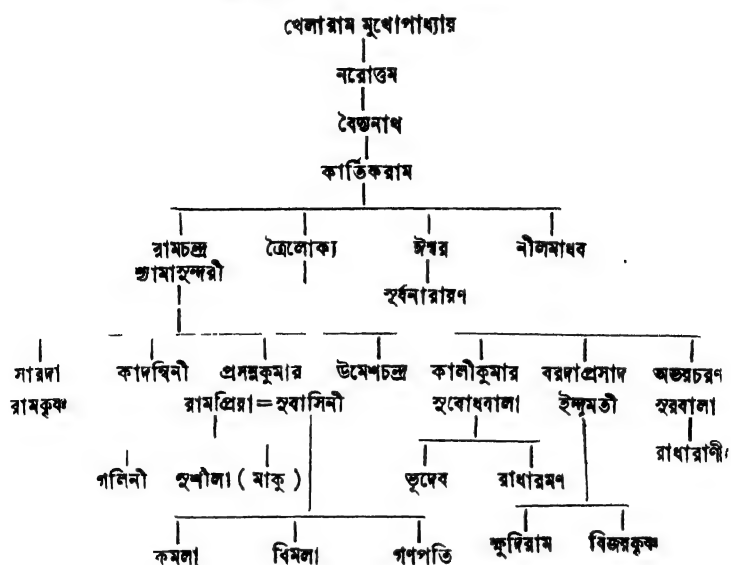 খেলারাম মুখোপাধ্যায়
নরোত্তম
বৈদ্যনাথ
কার্তিকরাম
রামচন্দ্র ত্রৈলোক্য ঈশ্বর নীলমাধব
শ্যামাসুন্দরী
সূর্যনারায়ণ
সারদা কাদম্বিনী প্রসন্নকুমার উমেশচন্দ্র কালীকুমার বরদাপ্রসাদ অভয়চরণ
রামকৃষ্ণ রামপ্রিয়া = সুবাসিনী সুবোধবালা ইন্দুমতী সুরবালা
রাধারাণী
গলিনী সুশীলা ( মাকু ) ভূদেব রাধারমণ
কমলা বিমলা গণপতি ক্ষুদিরাম বিজয়কৃষ্ণ